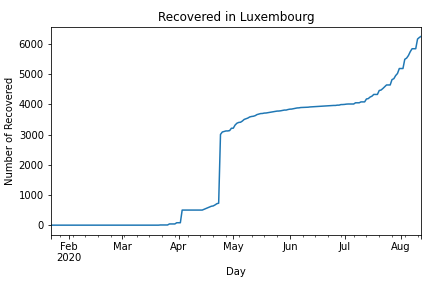 Recovered in Luxembourg
Number of Recovered
6000
5000
4000
3000
2000
1000
0
Feb
2020
Mar
Apr
May
Jun
Jul
Aug
Day